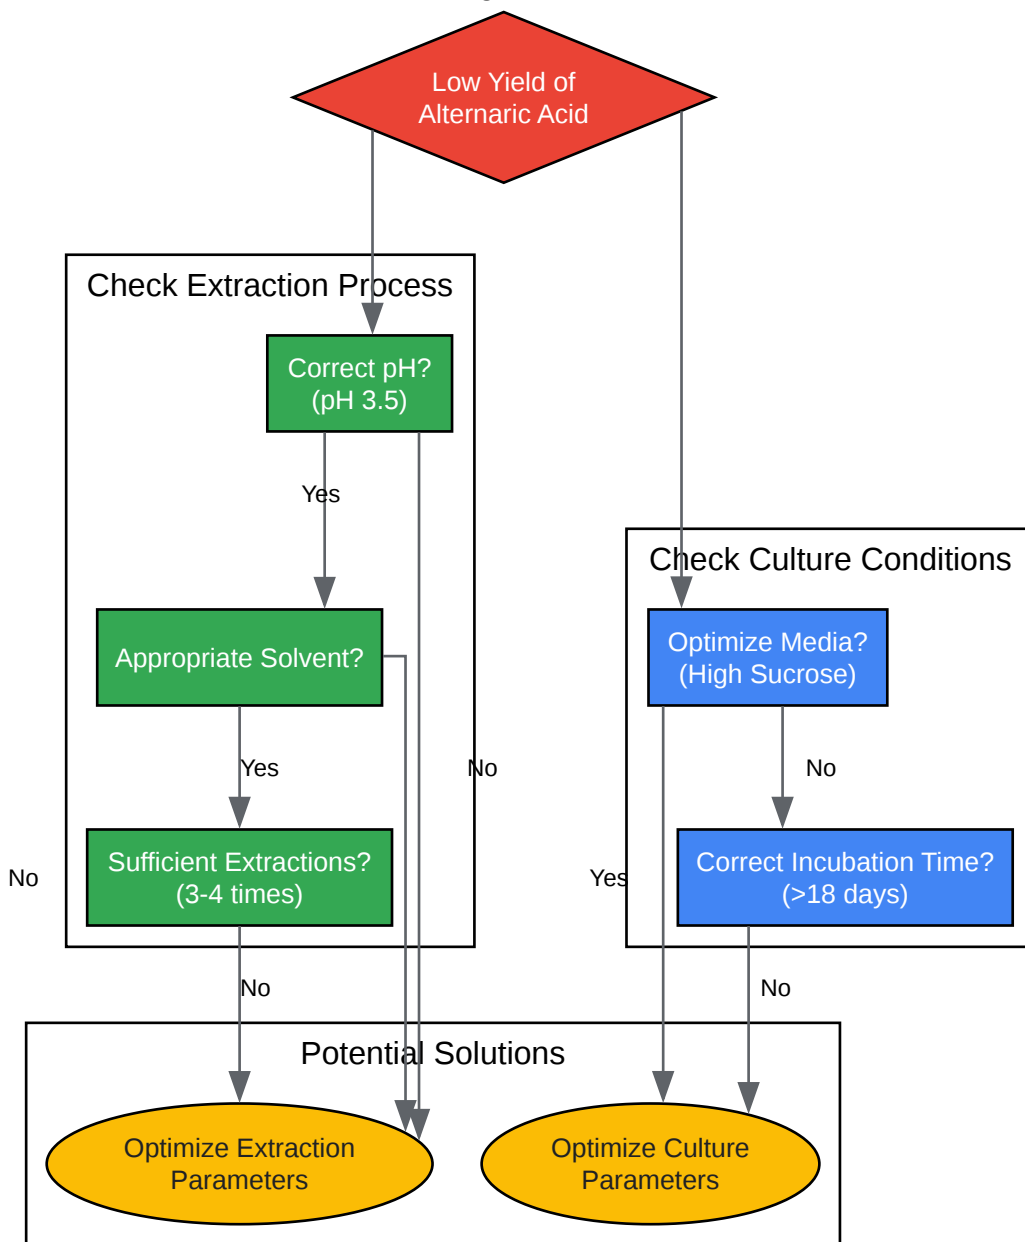 Low Yield of
Alternaric Acid
Check Extraction Process
Correct pH?
(pH 3.5)
Yes
Check Culture Conditions
Appropriate Solvent?
Optimize Media?
(High Sucrose)
Yes
No
No
Sufficient Extractions?
(3-4 times)
Correct Incubation Time?
(>18 days)
No
Yes
No
No
Potential Solutions
Optimize Extraction
Parameters
Optimize Culture
Parameters